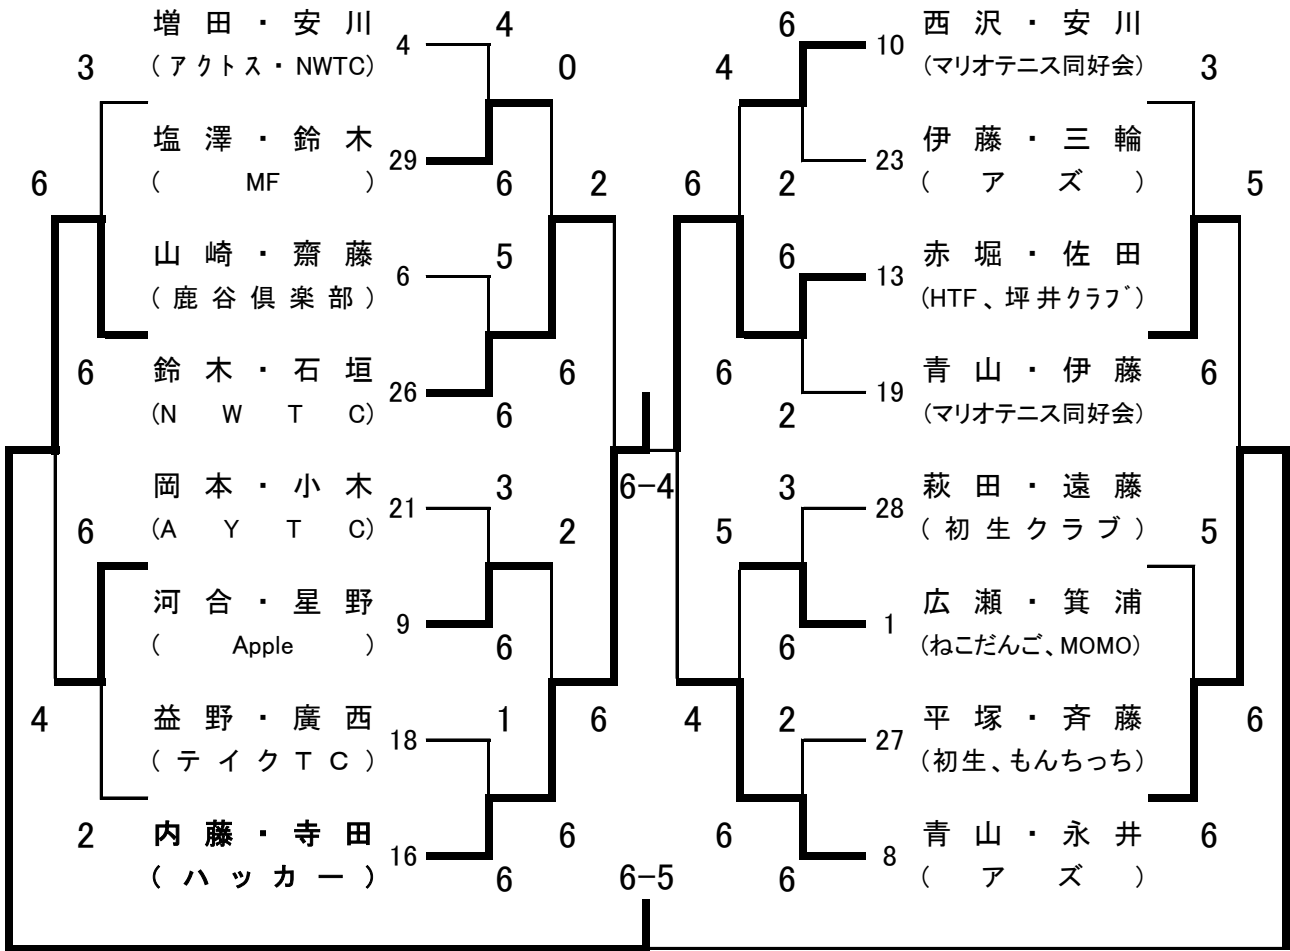 増田・安川 4 4 6 10 西沢・安川
3 (アクトス・NWTC) 0 4 (マリオテニス同好会) 3
塩澤・鈴木 29 23 伊藤・三輪
6 (MF) 6 2 6 2 (アズ) 5
山崎・齋藤 6 5 6 13 赤堀・佐田
(鹿谷倶楽部) (HTF、坪井クラブ)
6 鈴木・石垣 26 6 6 19 青山・伊藤 6
(NWTC) 6 2 (マリオテニス同好会)
岡本・小木 21 3 6-4 3 28 萩田・遠藤
6 (AYTC) 2 5 (初生クラブ) 5
河合・星野 9 1 広瀬・箕浦
(Apple) 6 6 (ねこだんご、MOMO)
4 益野・廣西 18 1 6 4 2 27 平塚・斉藤 6
(テイクTC) (初生、もんちっち)
2 内藤・寺田 16 6 6 8 青山・永井 6
(ハッカー) 6 6-5 6 (アズ)